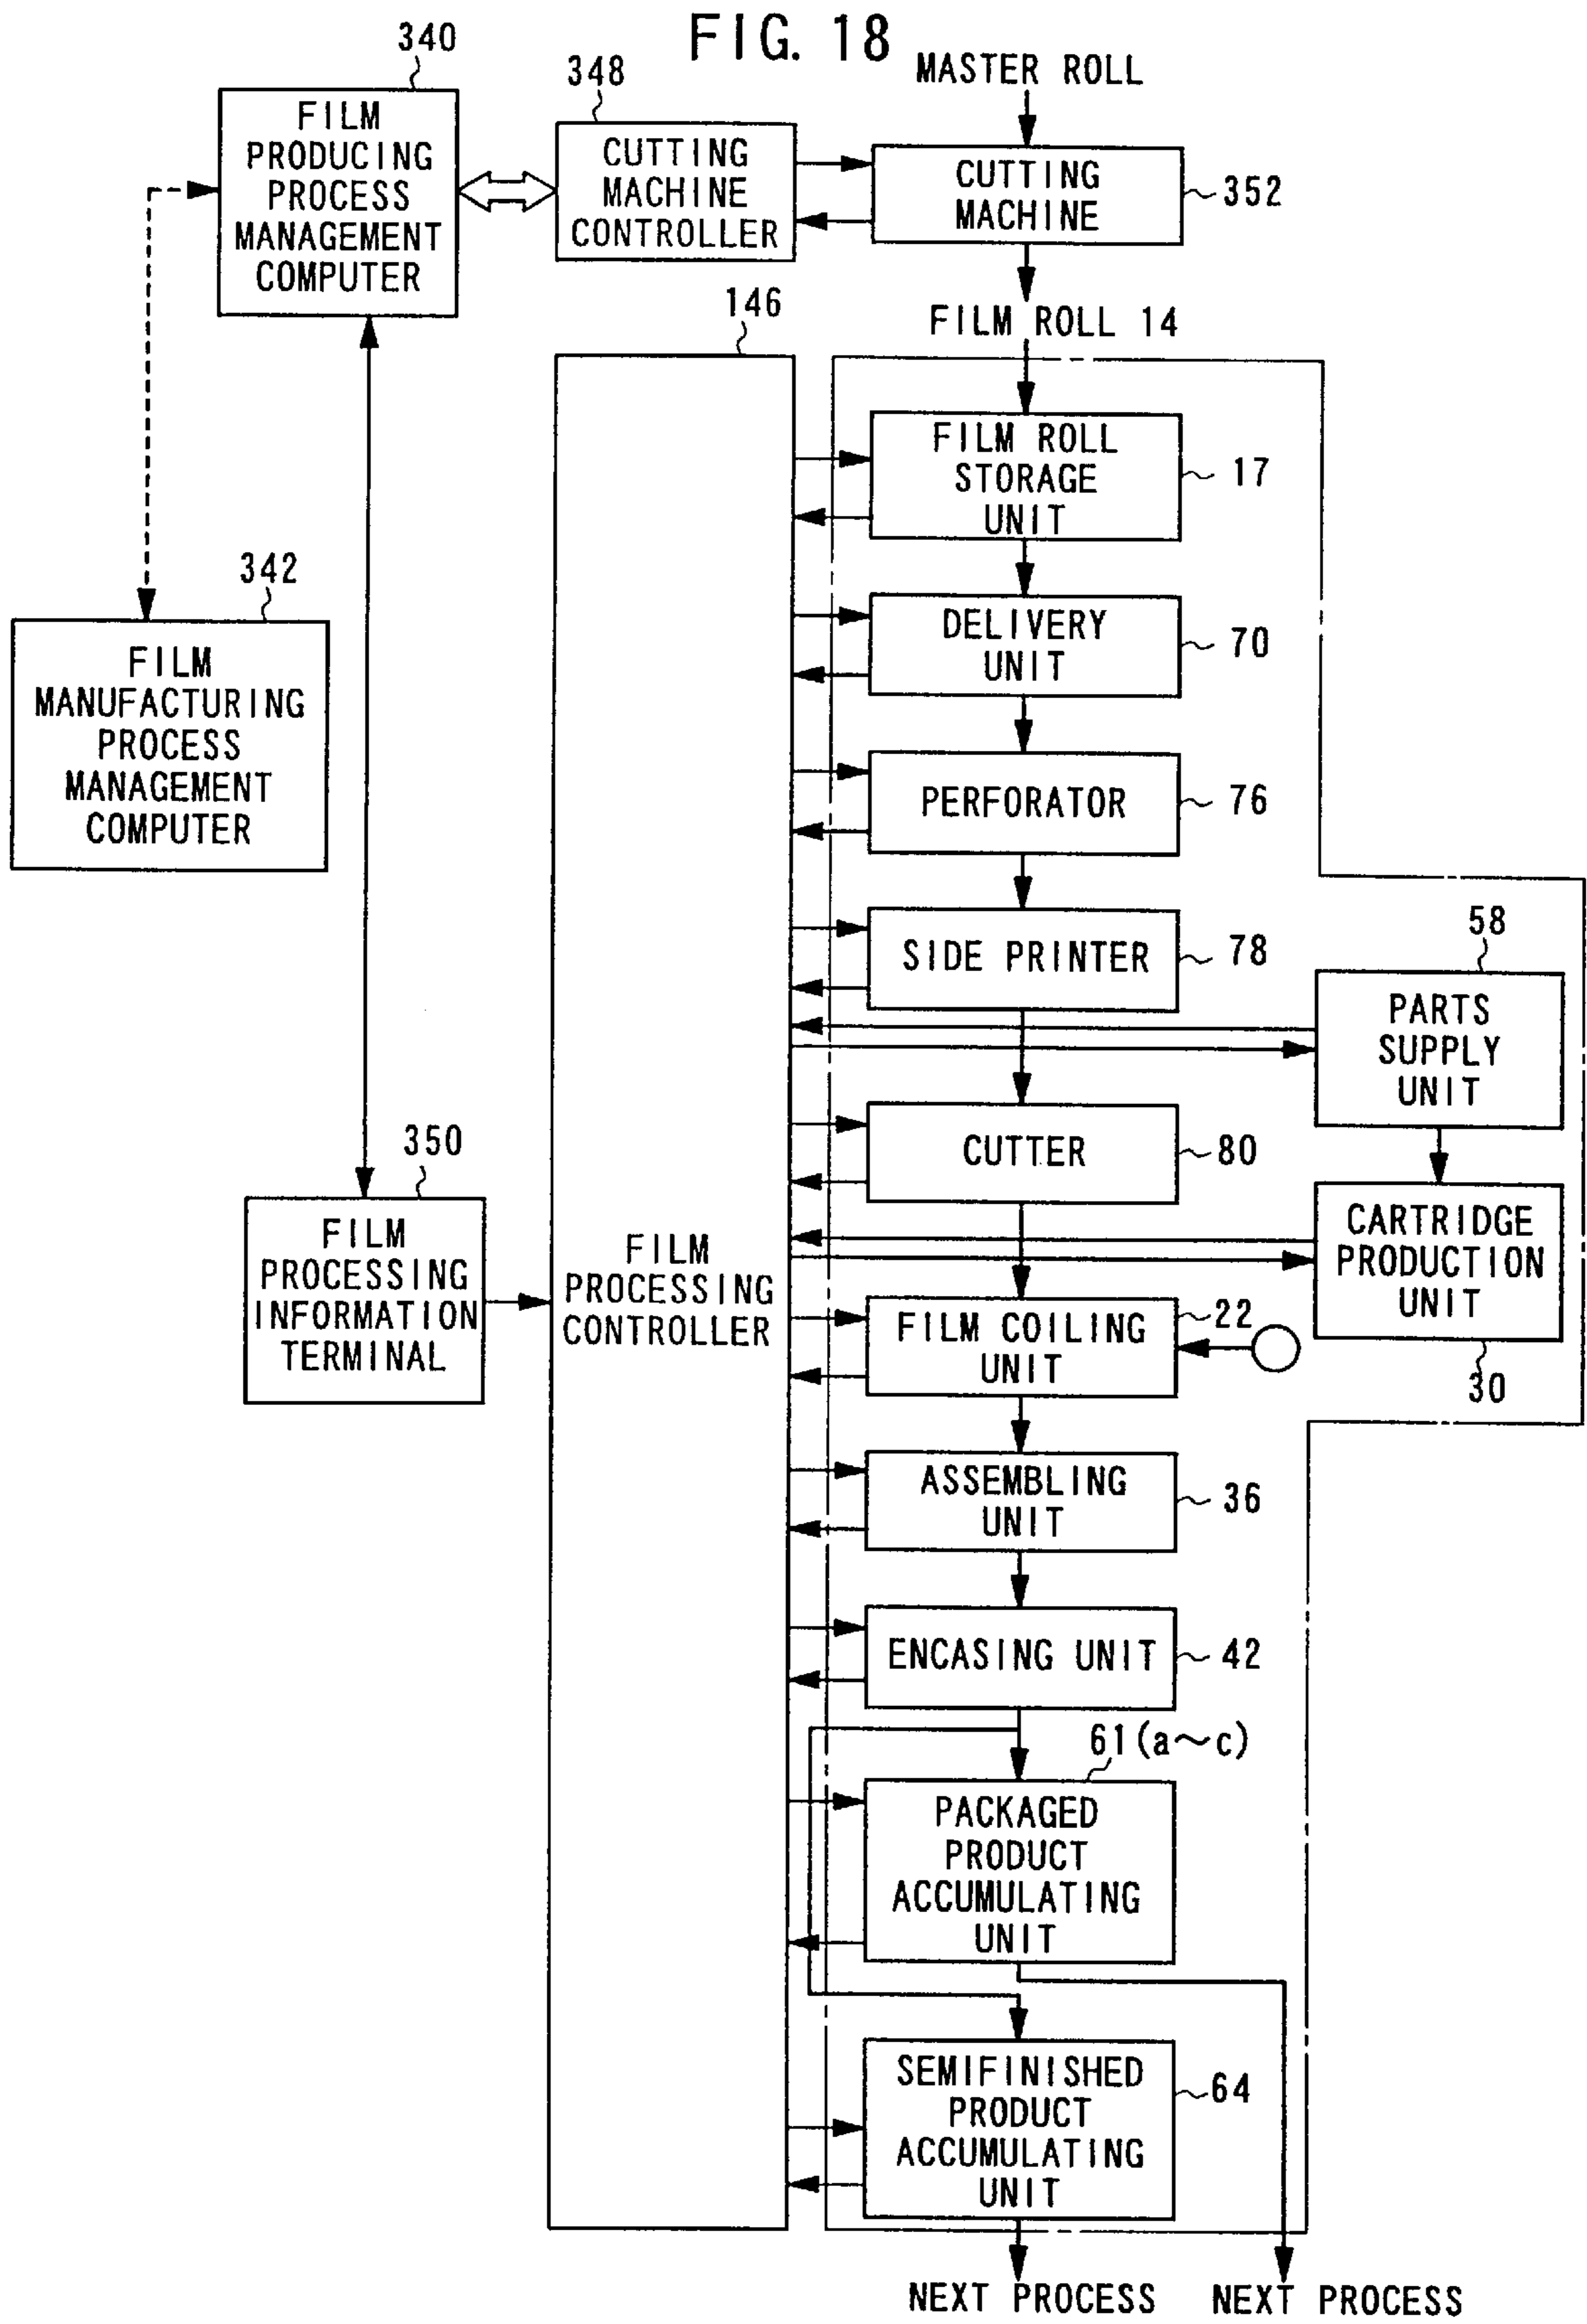 FIG. 18
340
FILM
PRODUCING
PROCESS
MANAGEMENT
COMPUTER
348
CUTTING
MACHINE
CONTROLLER
MASTER ROLL
CUTTING
MACHINE
352
FILM ROLL 14
146
FILM
PROCESSING
CONTROLLER
342
FILM
MANUFACTURING
PROCESS
MANAGEMENT
COMPUTER
350
FILM
PROCESSING
INFORMATION
TERMINAL
FILM ROLL
STORAGE
UNIT
17
DELIVERY
UNIT
70
PERFORATOR
76
SIDE PRINTER
78
58
PARTS
SUPPLY
UNIT
CUTTER
80
CARTRIDGE
PRODUCTION
UNIT
30
FILM COILING
UNIT
22
ASSEMBLING
UNIT
36
ENCASING UNIT
42
61(a~c)
PACKAGED
PRODUCT
ACCUMULATING
UNIT
SEMIFINISHED
PRODUCT
ACCUMULATING
UNIT
64
NEXT PROCESS
NEXT PROCESS